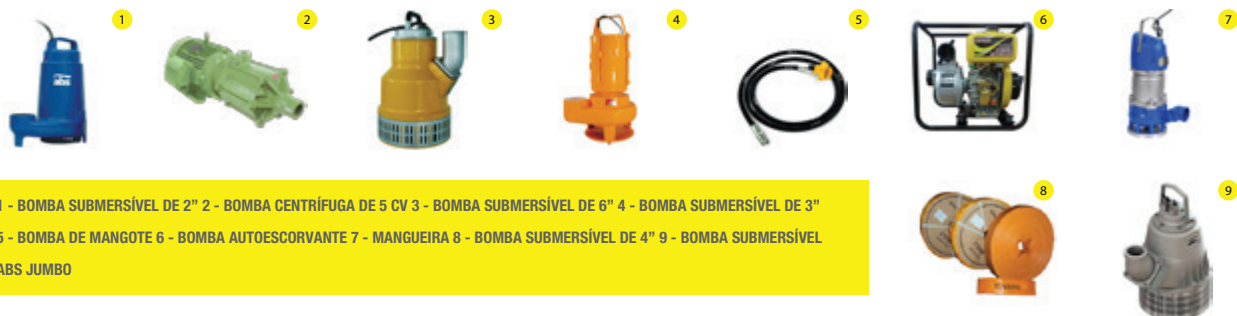 1
2
3
4
5
6
7
8
9
abs
1 - BOMBA SUBMERSÍVEL DE 2” 2 - BOMBA CENTRÍFUGA DE 5 CV 3 - BOMBA SUBMERSÍVEL DE 6” 4 - BOMBA SUBMERSÍVEL DE 3”
5 - BOMBA DE MANGOTE 6 - BOMBA AUTOESCORVANTE 7 - MANGUEIRA 8 - BOMBA SUBMERSÍVEL DE 4” 9 - BOMBA SUBMERSÍVEL
ABS JUMBO